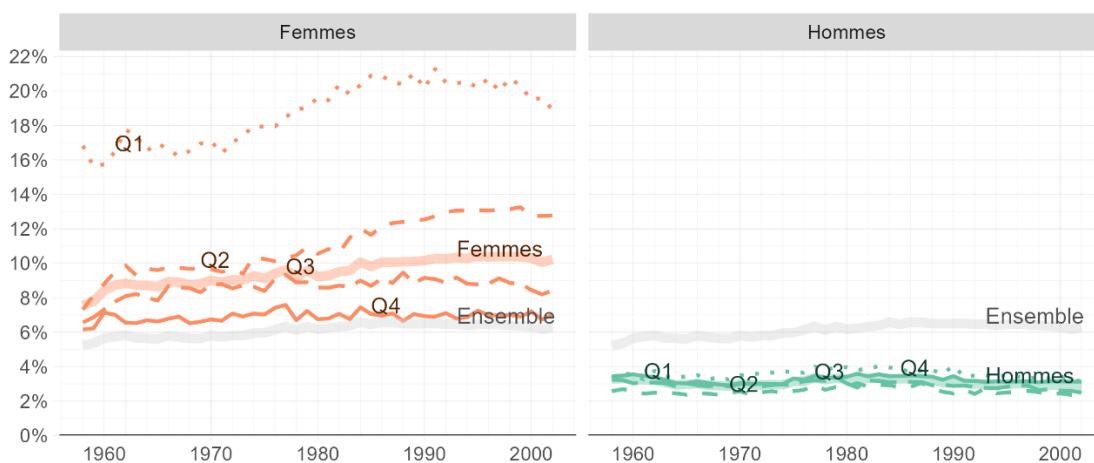 Femmes Hommes
22%
20%
18%
Q1
16%
14%
12%
10%
Q2 Q3 Femmes
8%
Q4
6%
Ensemble Ensemble
4%
Q1 Q2 Q3 Q4 Hommes
2%
0%
1960 1970 1980 1990 2000 1960 1970 1980 1990 2000